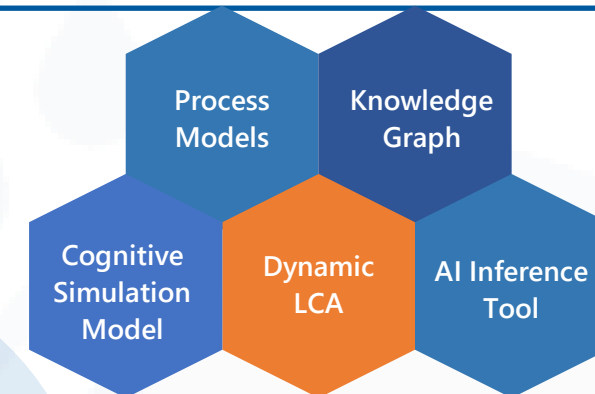 Process
Models
Knowledge
Graph
Cognitive
Simulation
Model
Dynamic
LCA
AI Inference
Tool